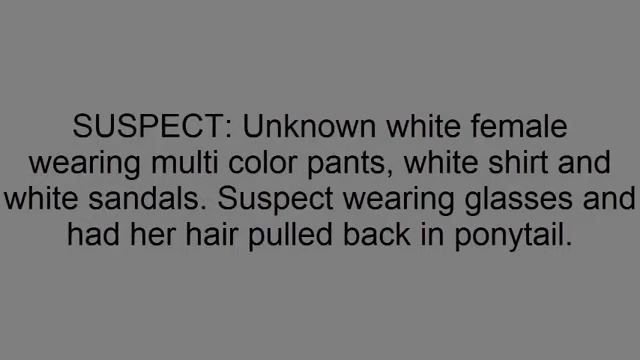 SUSPECT: Unknown white female
wearing multi color pants, white shirt and
white sandals. Suspect wearing glasses and
had her hair pulled back in ponytail.